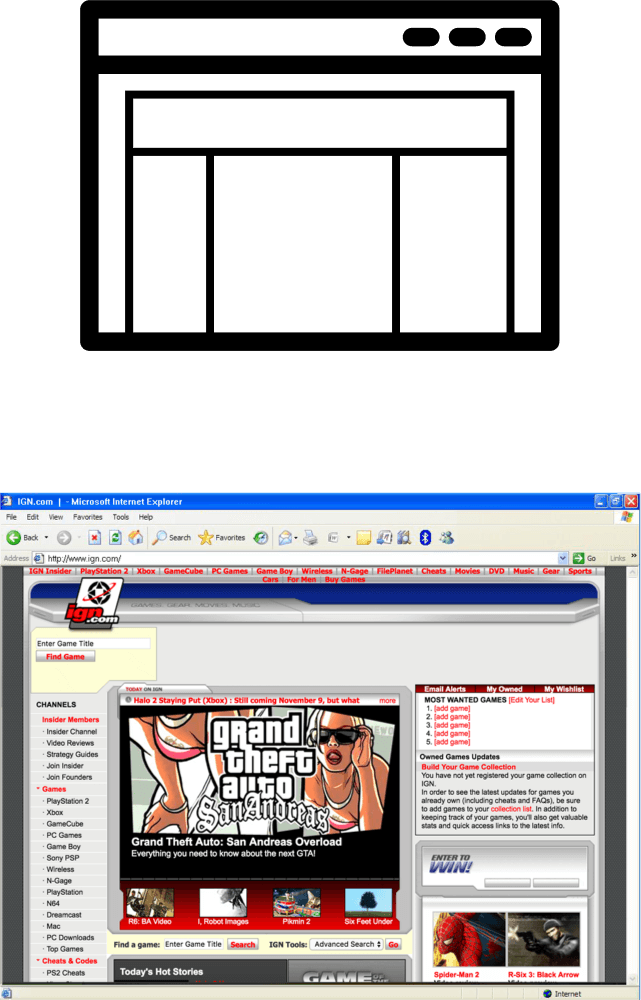 IGN.com | - Microsoft Internet Explorer
File Edit View Favorites Tools Help
Back Search Favorites
Address http://www.ign.com/ Go Links »
IGN Insider | PlayStation 2 | Xbox | GameCube | PC Games | Game Boy | Wireless | N-Gage | FilePlanet | Cheats | Movies | DVD | Music | Gear | Sports
Cars | For Men | Buy Games
ign
.com
GAMES, GEAR, MOVIES, MUSIC
Enter Game Title
Find Game
CHANNELS
Insider Members
· Insider Channel
· Video Reviews
· Strategy Guides
· Join Insider
· Join Founders
Games
· PlayStation 2
· Xbox
· GameCube
· PC Games
· Game Boy
· Sony PSP
· Wireless
· N-Gage
· PlayStation
· N64
· Dreamcast
· Mac
· PC Downloads
· Top Games
Cheats & Codes
· PS2 Cheats
TODAY ON IGN
Halo 2 Staying Put (Xbox) : Still coming November 9, but what more
grand
theft
auto
San Andreas
Grand Theft Auto: San Andreas Overload
Everything you need to know about the next GTA!
R6: BA Video I, Robot Images Pikmin 2 Six Feet Under
Find a game: Enter Game Title Search IGN Tools: Advanced Search Go
Today's Hot Stories
GAME OF THE
Email Alerts My Owned My Wishlist
MOST WANTED GAMES [Edit Your List]
1. [add game]
2. [add game]
3. [add game]
4. [add game]
5. [add game]
Owned Games Updates
Build Your Game Collection
You have not yet registered your game collection on
IGN.
In order to see the latest updates for games you
already own (including cheats and FAQs), be sure
to add games to your collection list. In addition to
keeping track of your games, you'll also get valuable
stats and quick access links to the latest info.
ENTER TO
WIN!
Spider-Man 2 R-Six 3: Black Arrow
Internet